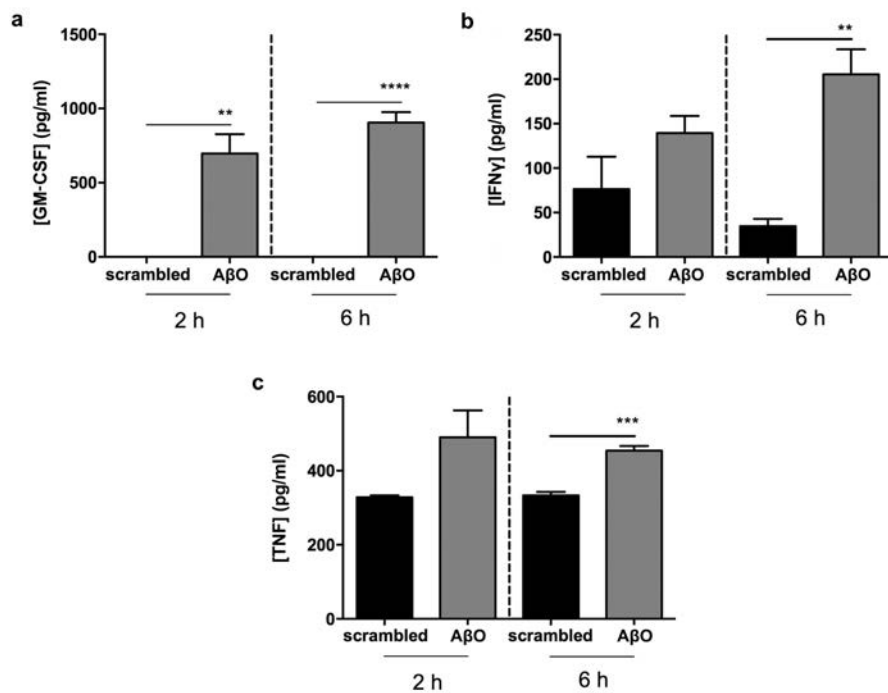 a
[GM-CSF] (pg/ml)
1500
1000
500
0
**
****
scrambled AβO scrambled AβO
2 h 6 h
b
[IFNγ] (pg/ml)
250
200
150
100
50
0
**
scrambled AβO scrambled AβO
2 h 6 h
c
[TNF] (pg/ml)
600
400
200
0
***
scrambled AβO scrambled AβO
2 h 6 h